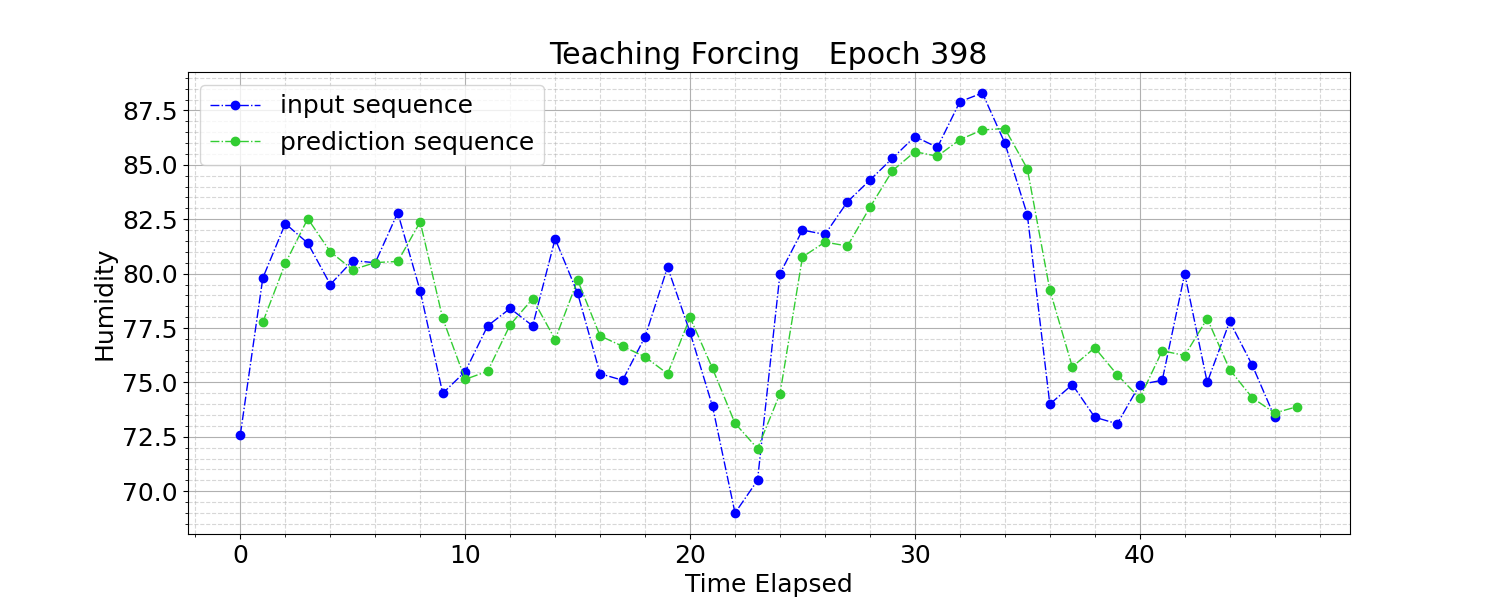 Teaching Forcing   Epoch 398
input sequence
prediction sequence
Humidity
87.5
85.0
82.5
80.0
77.5
75.0
72.5
70.0
0 10 20 30 40
Time Elapsed